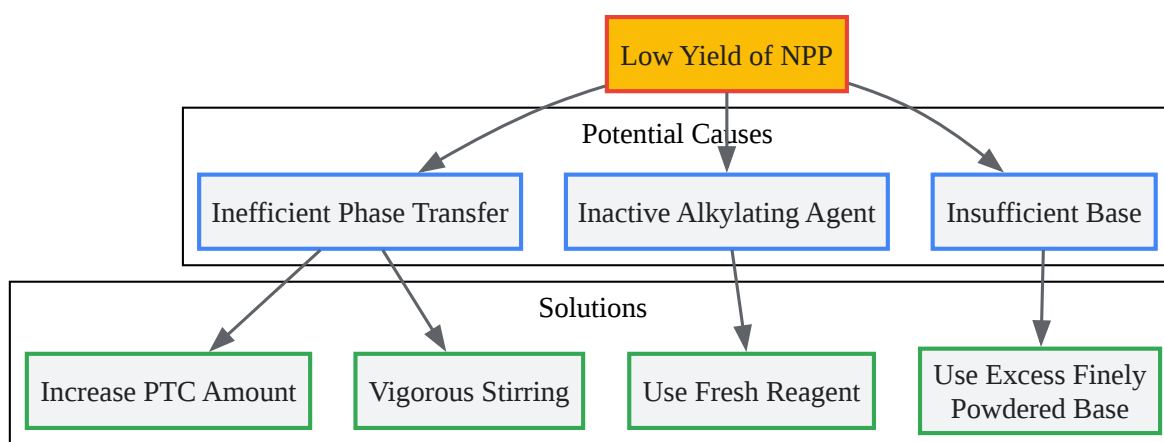 Low Yield of NPP
Potential Causes
Inefficient Phase Transfer
Inactive Alkylating Agent
Insufficient Base
Solutions
Increase PTC Amount
Vigorous Stirring
Use Fresh Reagent
Use Excess Finely
Powdered Base